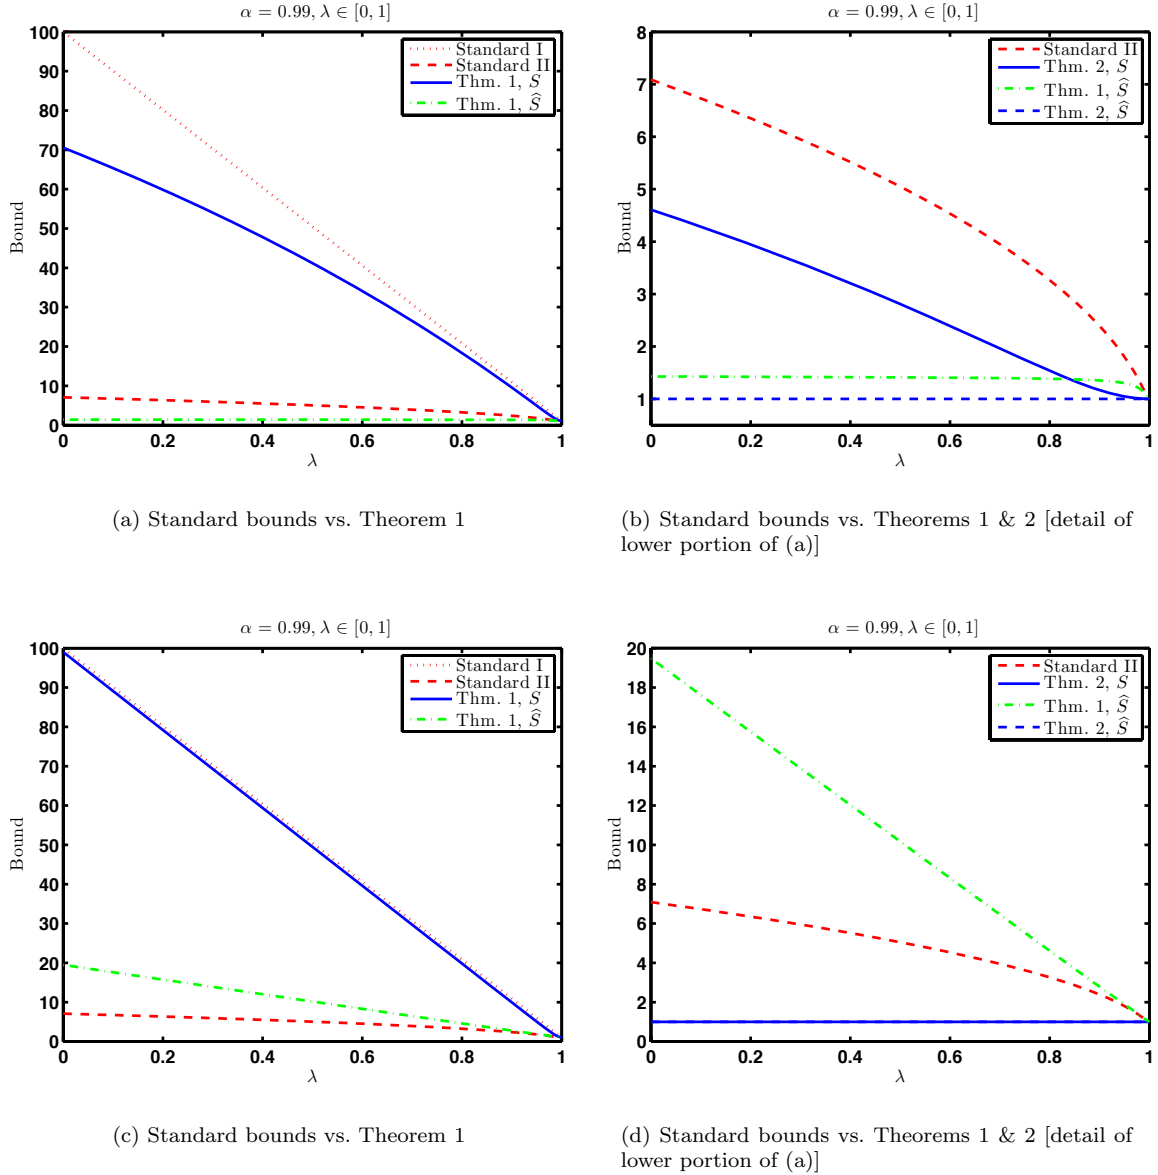 α = 0.99, λ ∈ [0, 1]
100
90
80
70
60
50
40
30
20
10
0
Bound
0 0.2 0.4 0.6 0.8 1
λ
Standard I
Standard II
Thm. 1, S
Thm. 1, Ŝ
(a) Standard bounds vs. Theorem 1
α = 0.99, λ ∈ [0, 1]
8
7
6
5
4
3
2
1
Bound
0 0.2 0.4 0.6 0.8 1
λ
Standard II
Thm. 2, S
Thm. 1, Ŝ
Thm. 2, Ŝ
(b) Standard bounds vs. Theorems 1 & 2 [detail of
lower portion of (a)]
α = 0.99, λ ∈ [0, 1]
100
90
80
70
60
50
40
30
20
10
0
Bound
0 0.2 0.4 0.6 0.8 1
λ
Standard I
Standard II
Thm. 1, S
Thm. 1, Ŝ
(c) Standard bounds vs. Theorem 1
α = 0.99, λ ∈ [0, 1]
20
18
16
14
12
10
8
6
4
2
0
Bound
0 0.2 0.4 0.6 0.8 1
λ
Standard II
Thm. 2, S
Thm. 1, Ŝ
Thm. 2, Ŝ
(d) Standard bounds vs. Theorems 1 & 2 [detail of
lower portion of (a)]